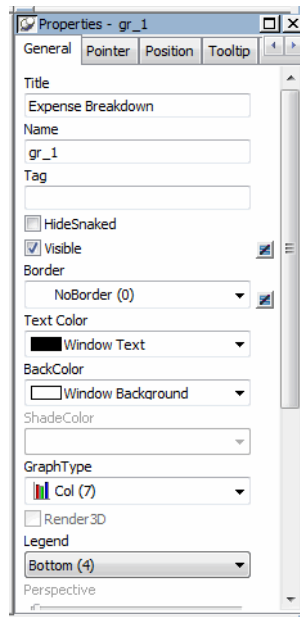 Properties - gr_1
General Pointer Position Tooltip
Title
Expense Breakdown
Name
gr_1
Tag
HideSnaked
Visible
Border
NoBorder (0)
Text Color
Window Text
BackColor
Window Background
ShadeColor
GraphType
Col (7)
Render3D
Legend
Bottom (4)
Perspective